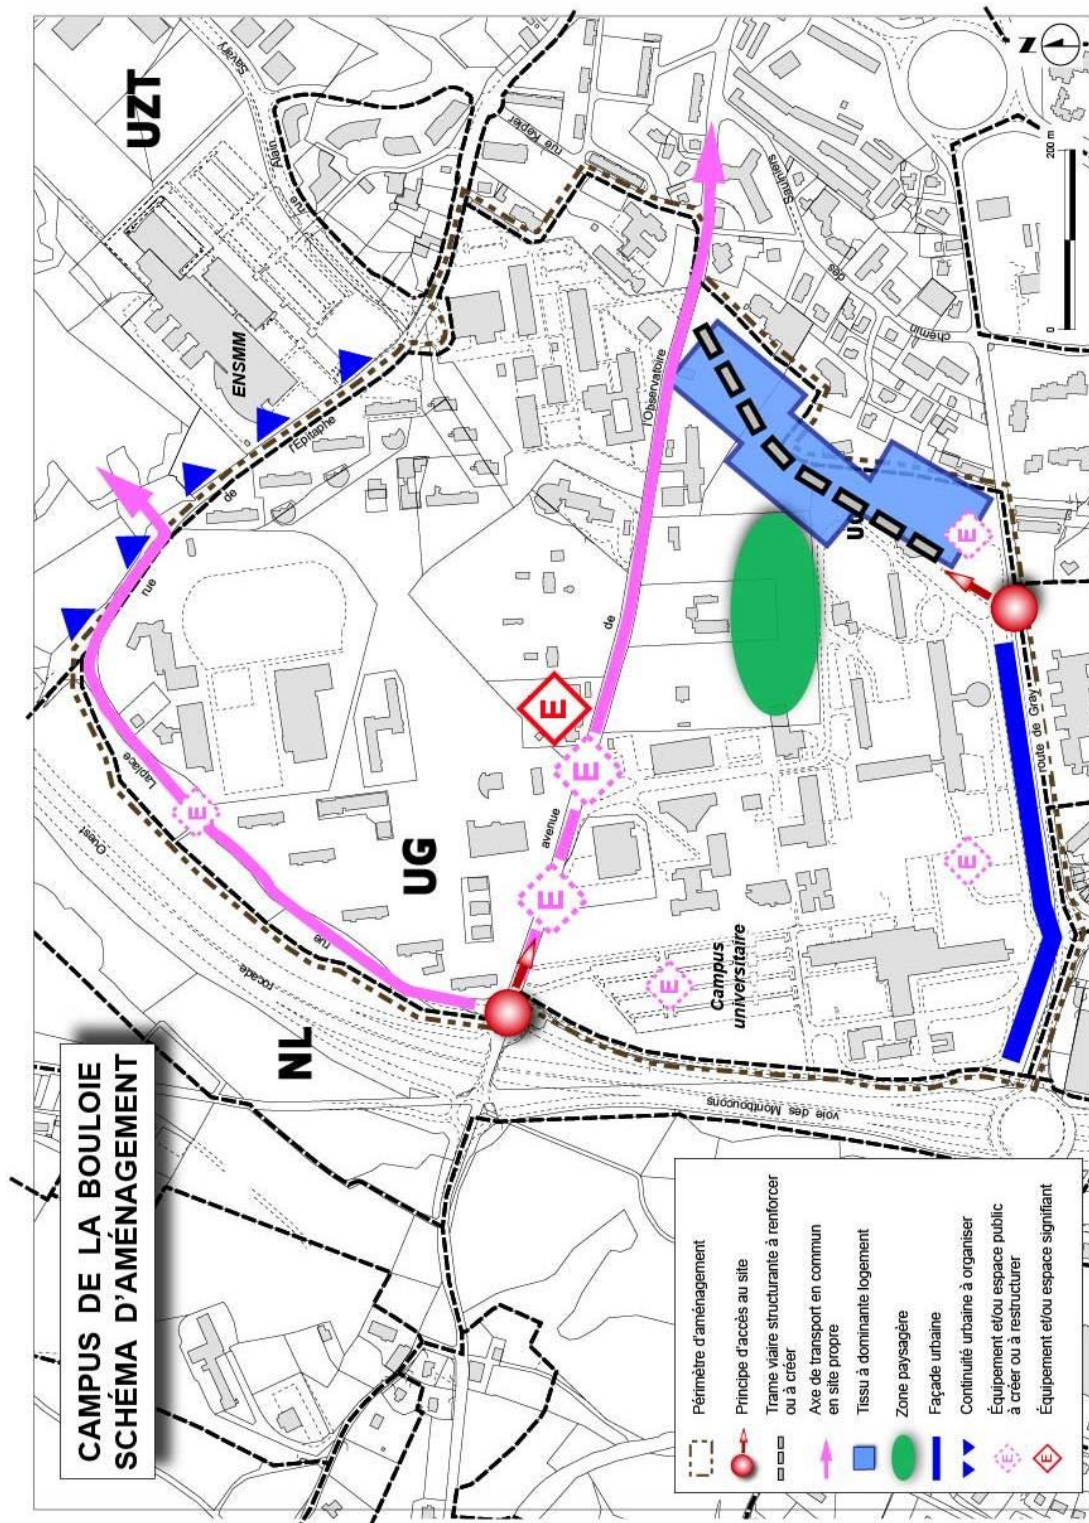 CAMPUS DE LA BOULOIE
SCHÉMA D'AMÉNAGEMENT
UZT
NL
UG
ENSMM
Campus
universitaire
rue
Alain
Savary
rue Kepler
chemin
des
Saulniers
rue
de
l'Epitaphe
avenue
de
l'Observatoire
rue
Laplace
rocade
Ouest
voie des Montboucons
route de Gray
E
E
E
E
E
E
E
N
0
200 m
Périmètre d'aménagement
Principe d'accès au site
Trame viaire structurante à renforcer
ou à créer
Axe de transport en commun
en site propre
Tissu à dominante logement
Zone paysagère
Façade urbaine
Continuité urbaine à organiser
E
Équipement et/ou espace public
à créer ou à restructurer
E
Équipement et/ou espace signifiant